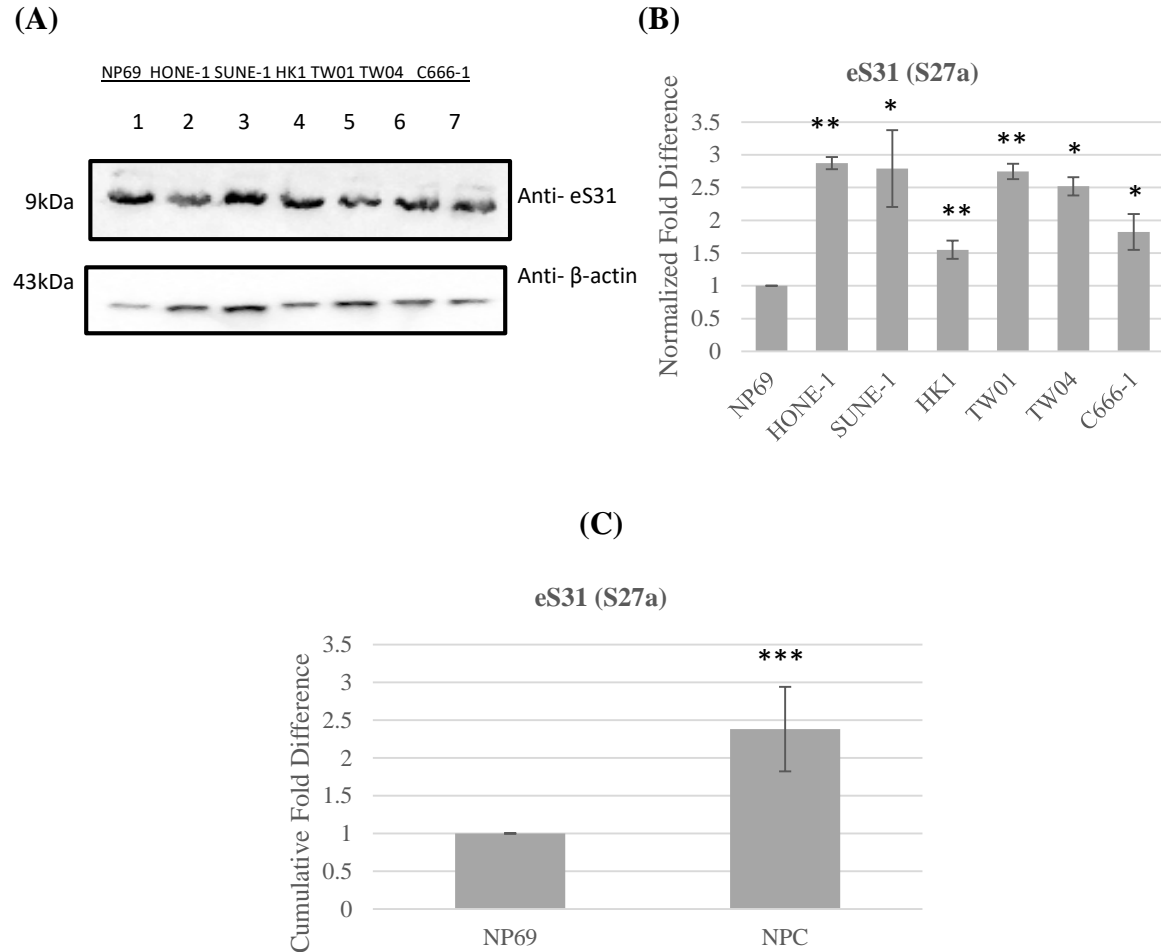 (A)
NP69 HONE-1 SUNE-1 HK1 TW01 TW04 C666-1
1 2 3 4 5 6 7
9kDa
Anti- eS31
43kDa
Anti- β-actin
(B)
eS31 (S27a)
Normalized Fold Difference
3.5
3
2.5
2
1.5
1
0.5
0
** * ** ** * *
NP69
HONE-1
SUNE-1
HK1
TW01
TW04
C666-1
(C)
eS31 (S27a)
Cumulative Fold Difference
3.5
3
2.5
2
1.5
1
0.5
0
***
NP69 NPC